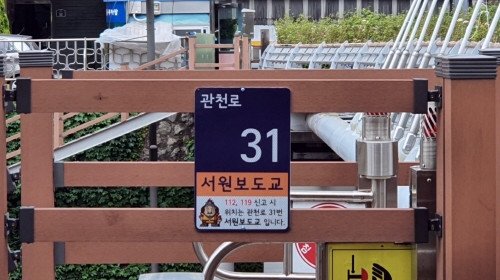 관천로
31
서원보도교
112, 119 신고 시
위치는 관천로 31번
서원보도교 입니다.